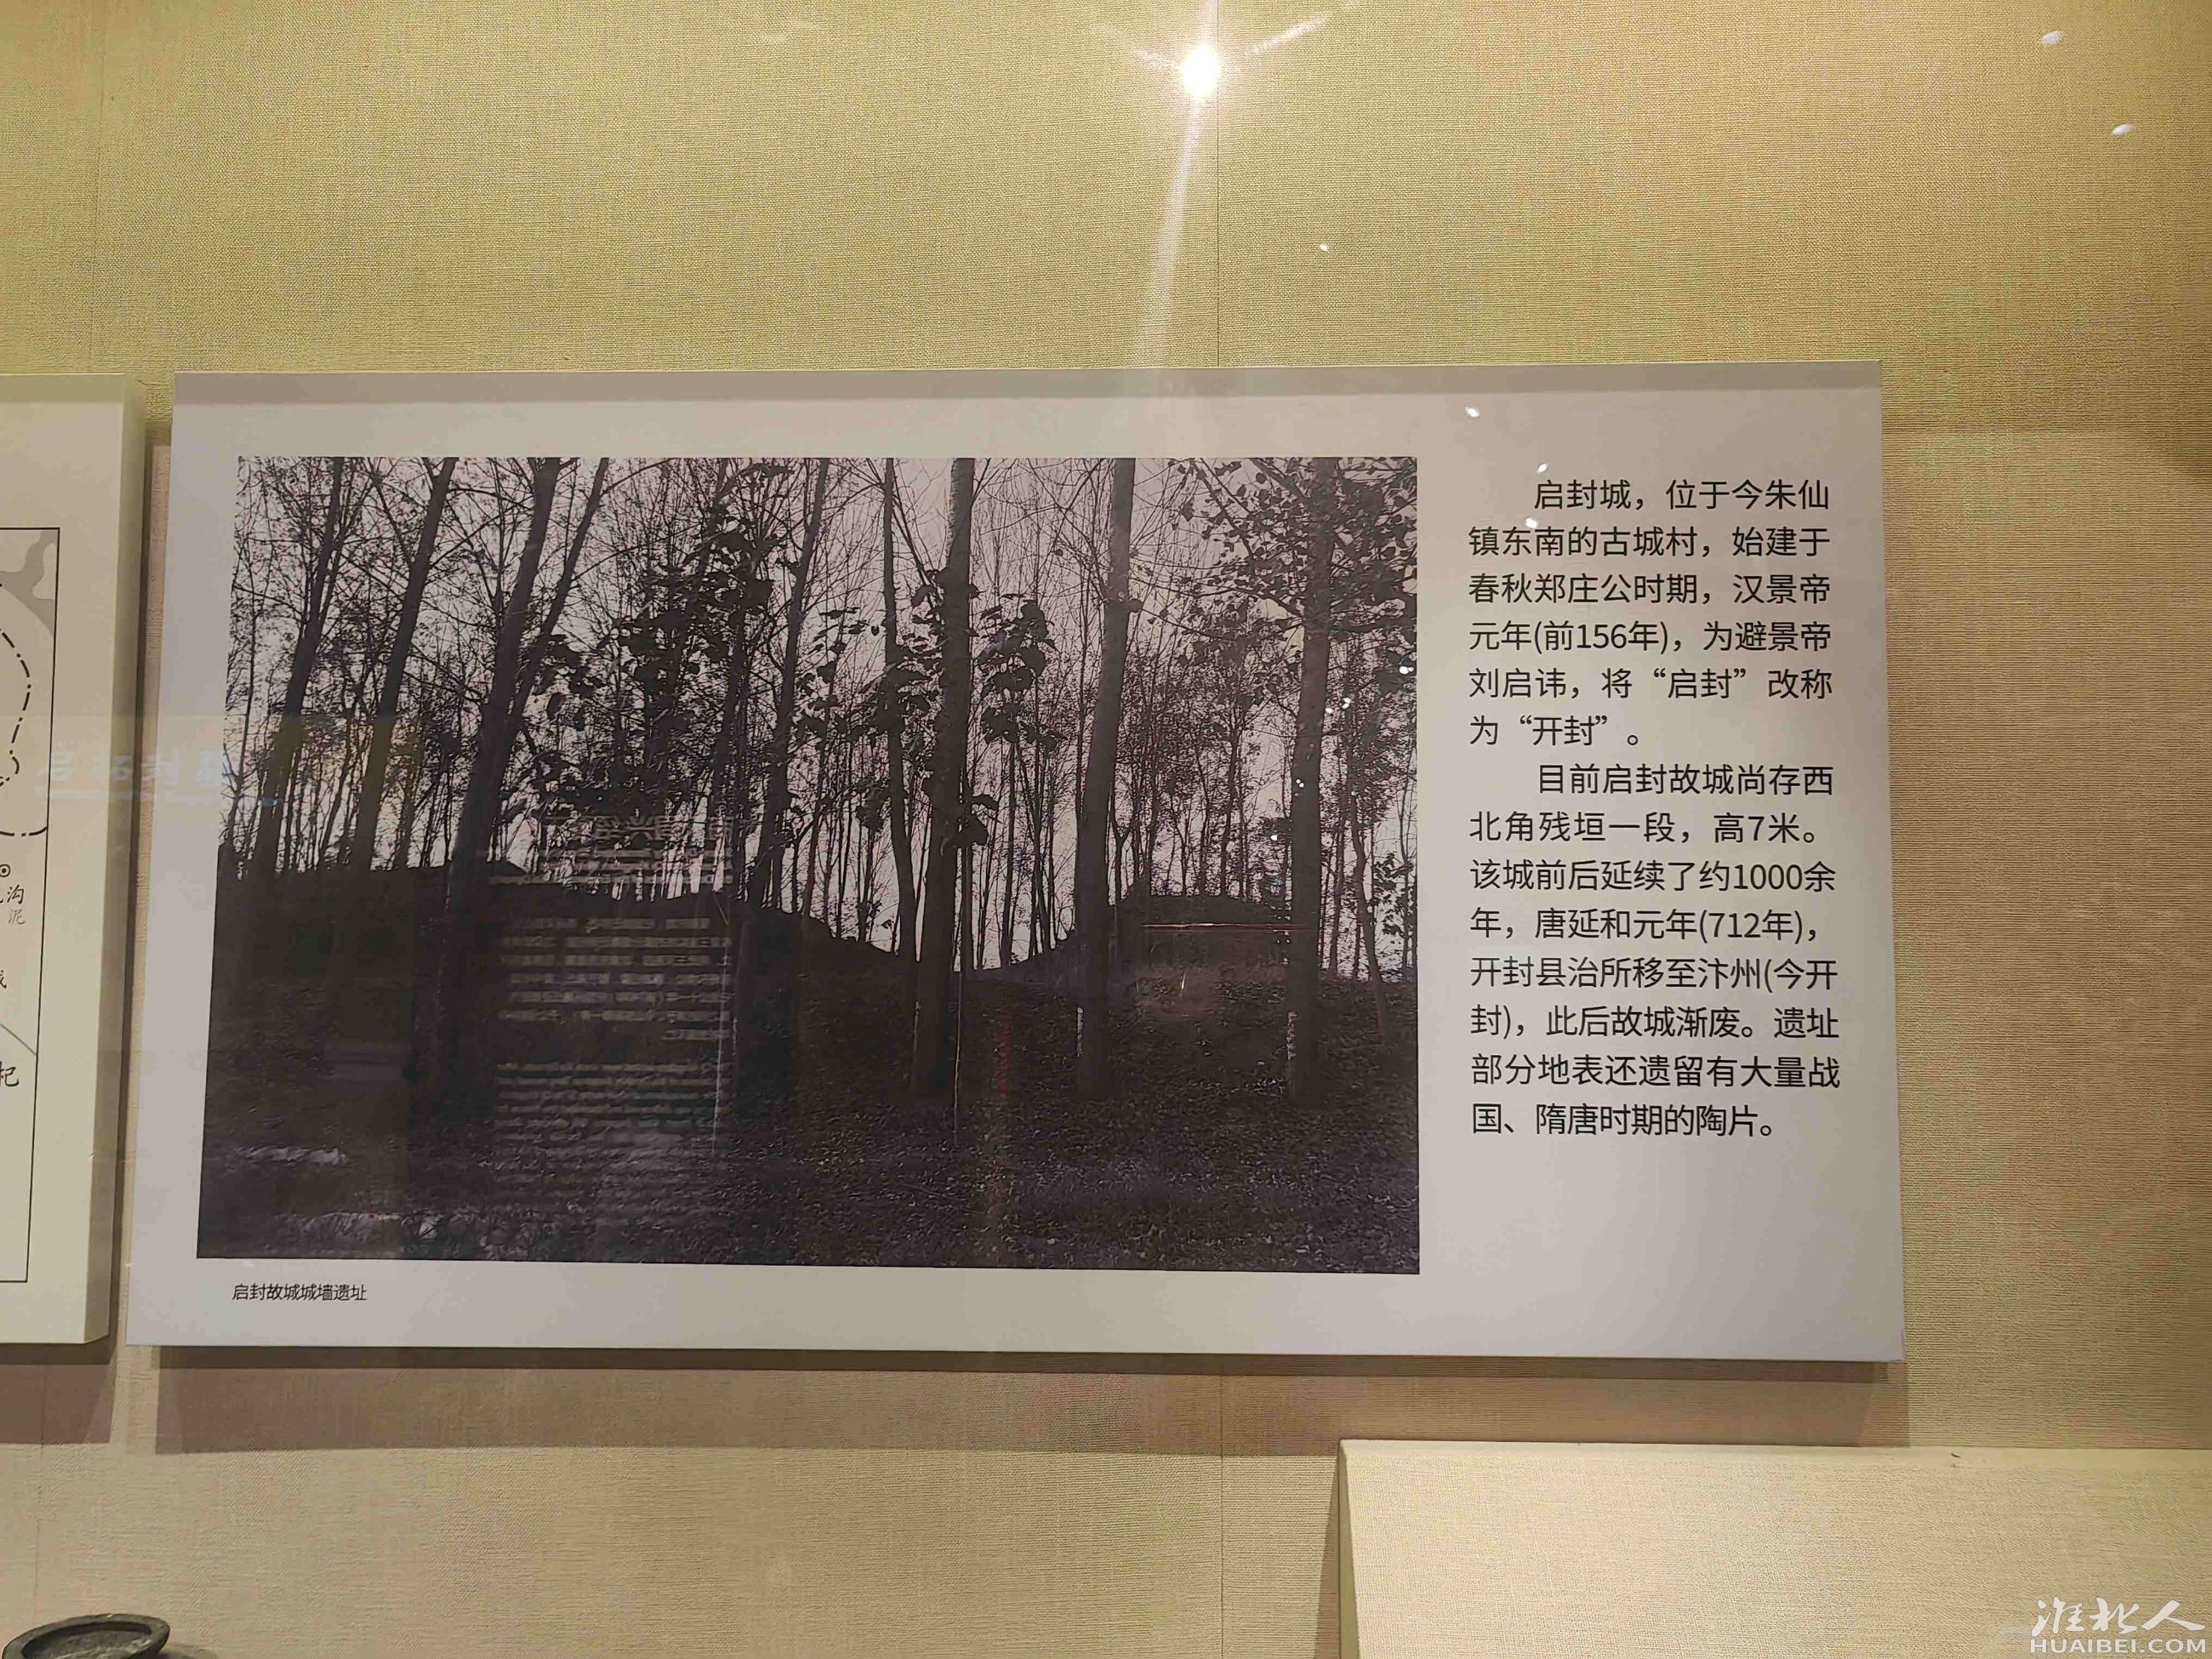 启封城，位于今朱仙
镇东南的古城村，始建于
春秋郑庄公时期，汉景帝
元年(前156年)，为避景帝
刘启讳，将“启封”改称
为“开封”。
目前启封故城尚存西
北角残垣一段，高7米。
该城前后延续了约1000余
年，唐延和元年(712年)，
开封县治所移至汴州(今开
封)，此后故城渐废。遗址
部分地表还遗留有大量战
国、隋唐时期的陶片。
启封故城城墙遗址
沟
泥
杞
淮北人
HUAIBEI.COM